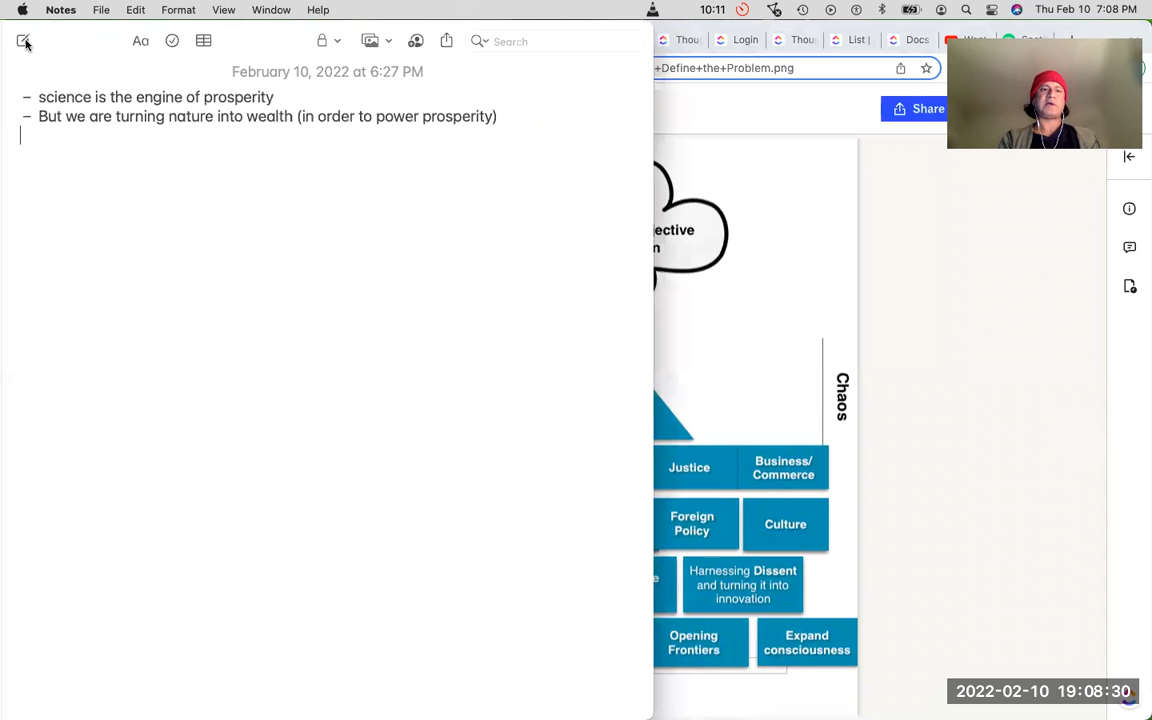 Notes File Edit Format View Window Help
10:11
Thu Feb 10 7:08 PM
Aa
Search
February 10, 2022 at 6:27 PM
– science is the engine of prosperity
– But we are turning nature into wealth (in order to power prosperity)
Thou
Login
Thou
List |
Docs
+Define+the+Problem.png
Share
ective
n
Chaos
Justice
Business/
Commerce
Foreign
Policy
Culture
e
Harnessing Dissent
and turning it into
innovation
Opening
Frontiers
Expand
consciousness
2022-02-10 19:08:30